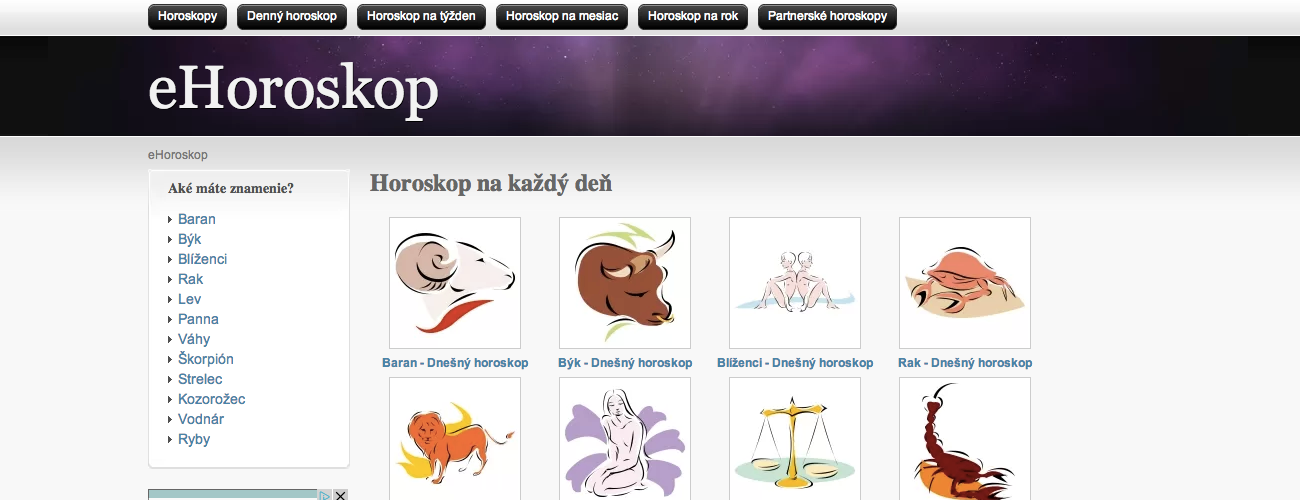 Horoskopy
Denný horoskop
Horoskop na týžden
Horoskop na mesiac
Horoskop na rok
Partnerské horoskopy
eHoroskop
eHoroskop
Aké máte znamenie?
Baran
Býk
Blíženci
Rak
Lev
Panna
Váhy
Škorpión
Strelec
Kozorožec
Vodnár
Ryby
Horoskop na každý deň
Baran - Dnešný horoskop
Býk - Dnešný horoskop
Blíženci - Dnešný horoskop
Rak - Dnešný horoskop